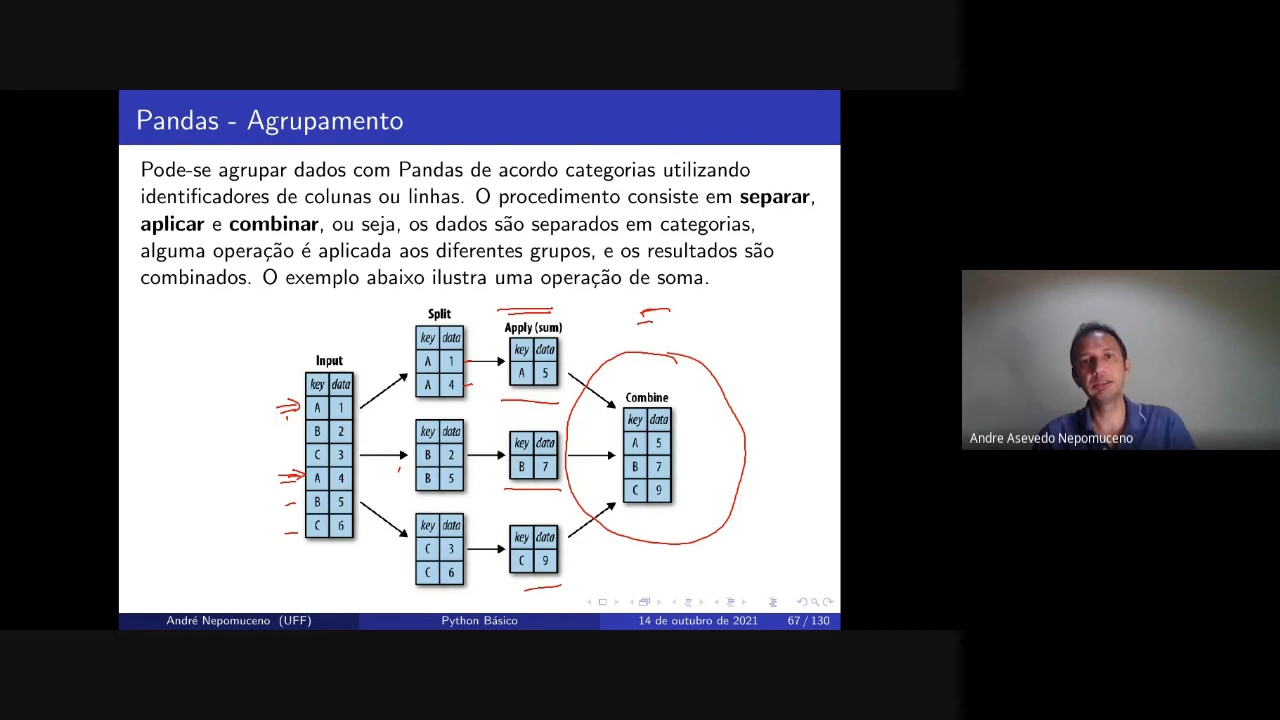 Pandas - Agrupamento
Pode-se agrupar dados com Pandas de acordo categorias utilizando
identificadores de colunas ou linhas. O procedimento consiste em separar,
aplicar e combinar, ou seja, os dados são separados em categorias,
alguma operação é aplicada aos diferentes grupos, e os resultados são
combinados. O exemplo abaixo ilustra uma operação de soma.
Input
key data
A 1
B 2
C 3
A 4
B 5
C 6
Split
key data
A 1
A 4
key data
B 2
B 5
key data
C 3
C 6
Apply (sum)
key data
A 5
key data
B 7
key data
C 9
Combine
key data
A 5
B 7
C 9
André Nepomuceno (UFF) Python Básico 14 de outubro de 2021 67 / 130
Andre Asevedo Nepomuceno